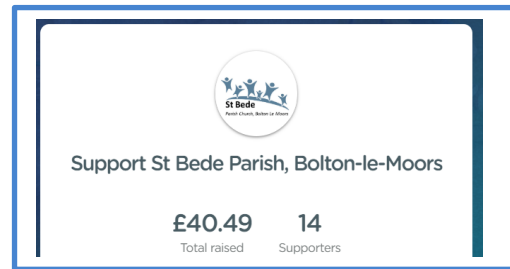 St Bede
Parish Church, Bolton Le Moors
Support St Bede Parish, Bolton-le-Moors
£40.49 14
Total raised Supporters